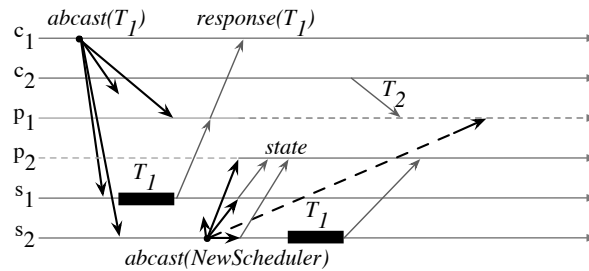 abcast(T1) response(T1)
c1
c2
T2
p1
p2 state
T1
s1
T1
s2
abcast(NewScheduler)